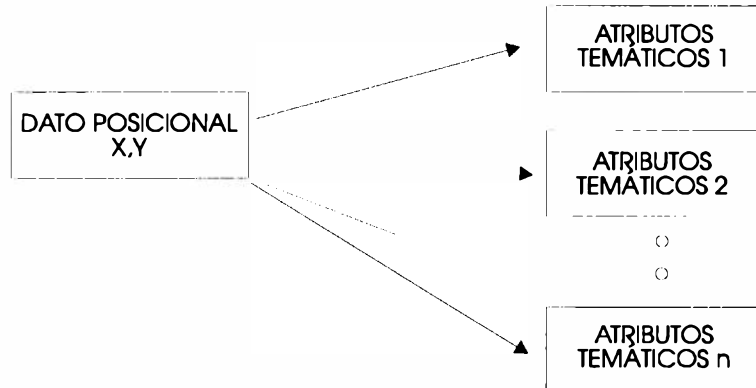 DATO POSICIONAL
X,Y
ATRIBUTOS
TEMÁTICOS 1
ATRIBUTOS
TEMÁTICOS 2
ATRIBUTOS
TEMÁTICOS n